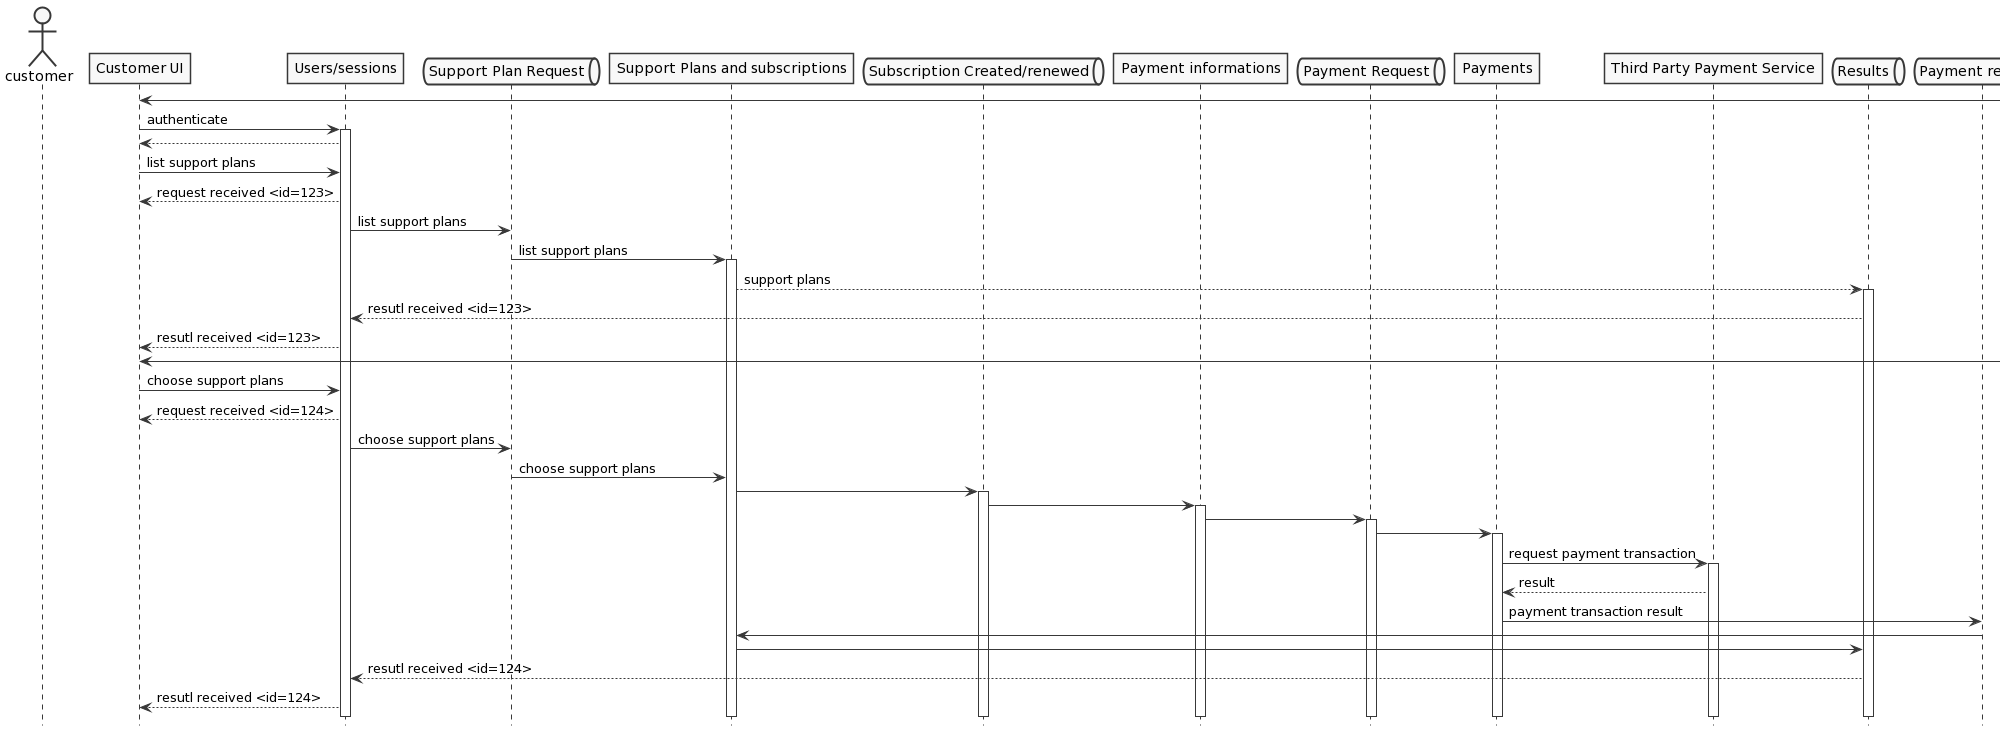 customer
Customer UI
Users/sessions
Support Plan Request
Support Plans and subscriptions
Subscription Created/renewed
Payment informations
Payment Request
Payments
Third Party Payment Service
Results
Payment re
authenticate
list support plans
request received <id=123>
list support plans
list support plans
support plans
resutl received <id=123>
resutl received <id=123>
choose support plans
request received <id=124>
choose support plans
choose support plans
request payment transaction
result
payment transaction result
resutl received <id=124>
resutl received <id=124>